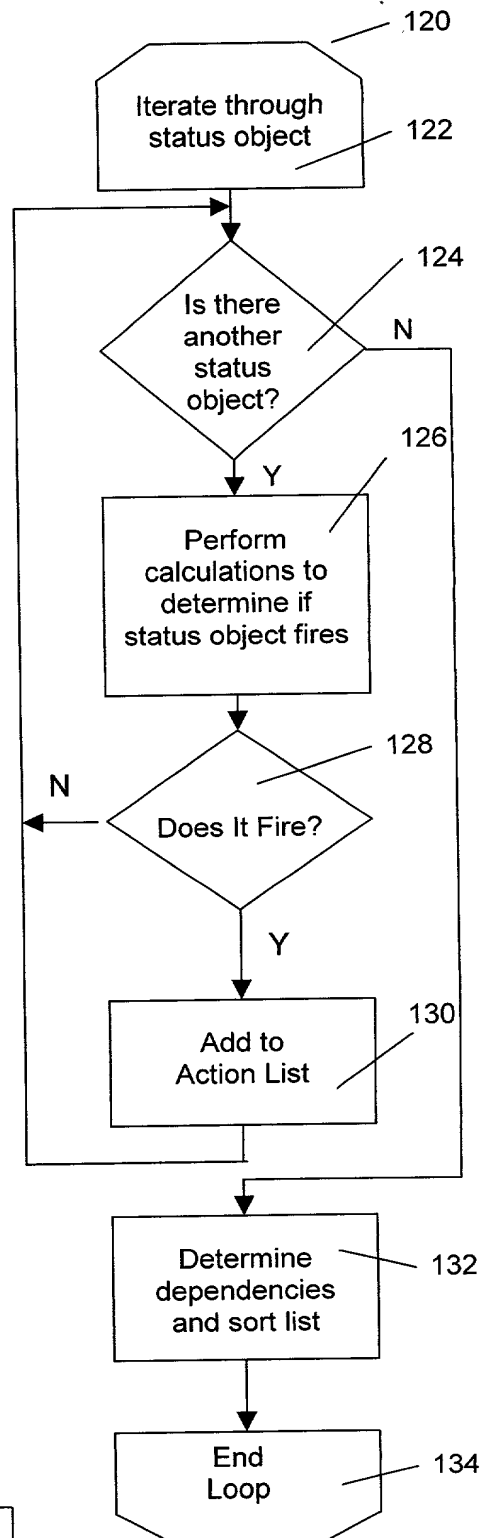 120
Iterate through
status object
122
124
Is there
another
status
object?
N
126
Y
Perform
calculations to
determine if
status object fires
128
N
Does It Fire?
Y
130
Add to
Action List
Determine
dependencies
and sort list
132
End
Loop
134